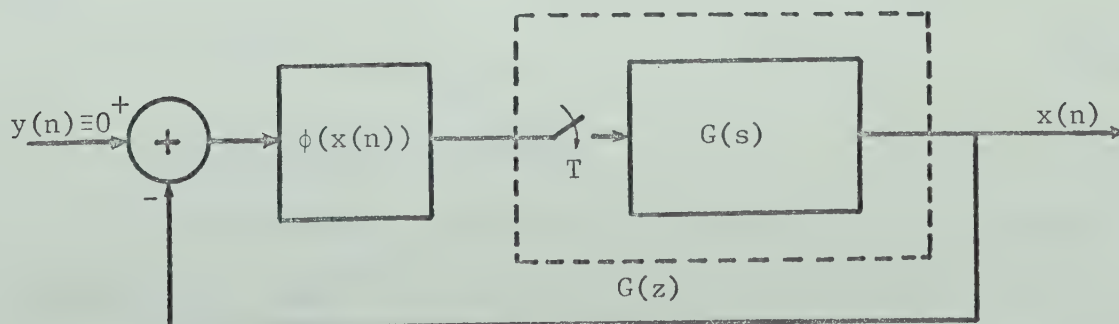 y(n)≡0
+
+
-
ϕ(x(n))
T
G(s)
x(n)
G(z)